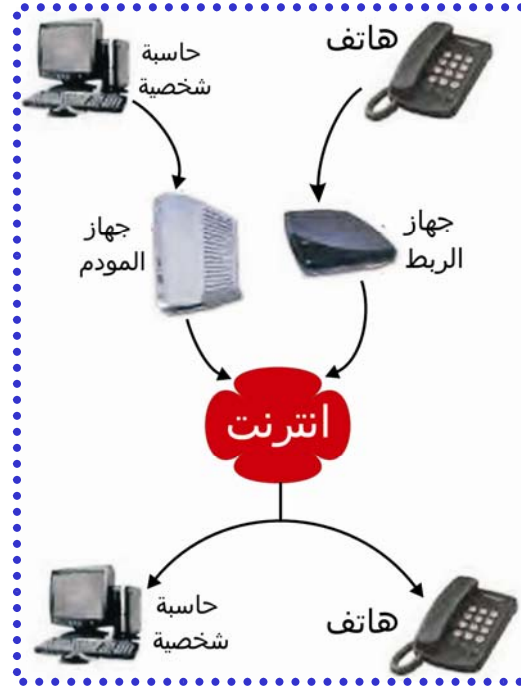 هاتف
حاسبة
شخصية
جهاز
الربط
جهاز
المودم
انترنت
هاتف
حاسبة
شخصية